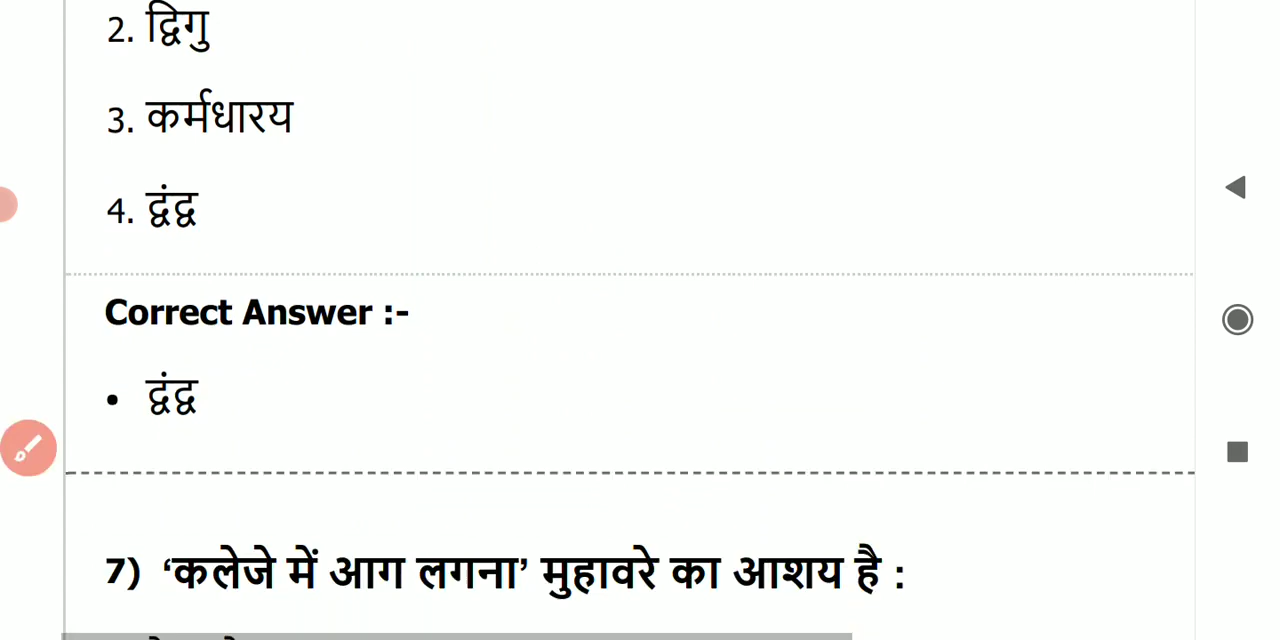 2. द्विगु
3. कर्मधारय
4. द्वंद्व
Correct Answer :-
• द्वंद्व
7) ‘कलेजे में आग लगना’ मुहावरे का आशय है :